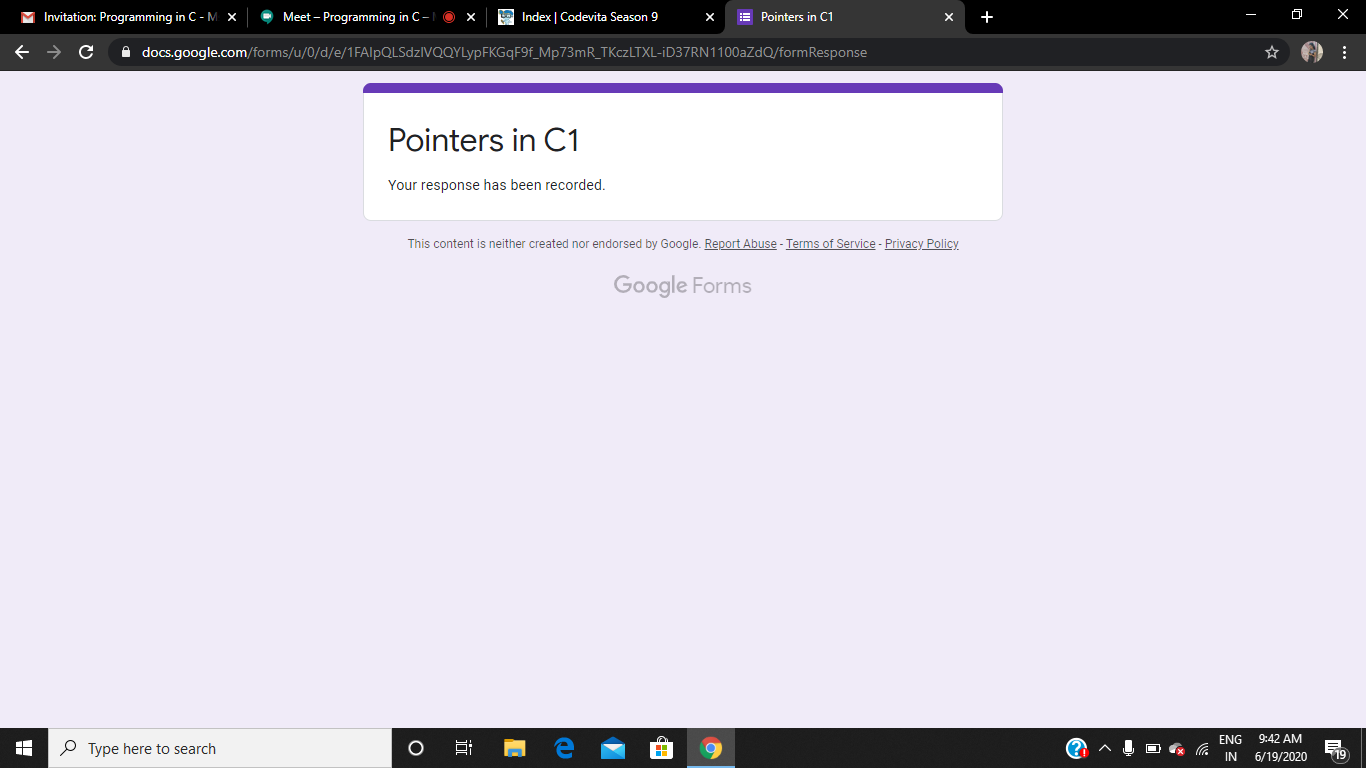 Invitation: Programming in C - M
Meet – Programming in C –
Index | Codevita Season 9
Pointers in C1
docs.google.com/forms/u/0/d/e/1FAIpQLSdzIVQQYLypFKGqF9f_Mp73mR_TKczLTXL-iD37RN1100aZdQ/formResponse
Pointers in C1
Your response has been recorded.
This content is neither created nor endorsed by Google. Report Abuse - Terms of Service - Privacy Policy
Google Forms
Type here to search
ENG
IN
9:42 AM
6/19/2020
19